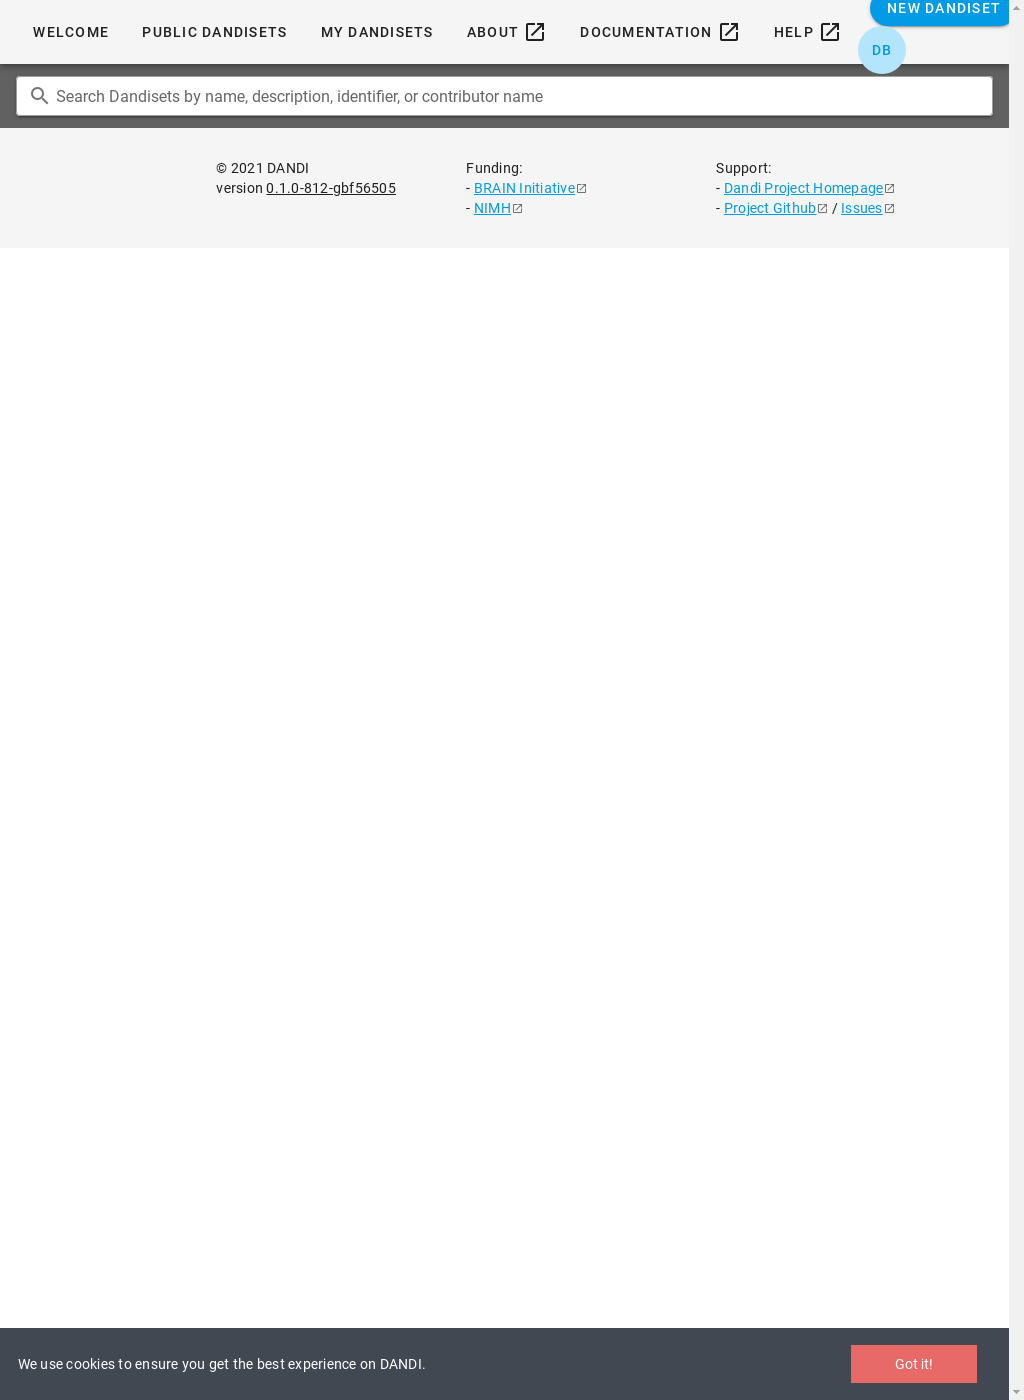 WELCOME PUBLIC DANDISETS MY DANDISETS ABOUT DOCUMENTATION HELP NEW DANDISET
DB
Search Dandisets by name, description, identifier, or contributor name
© 2021 DANDI
version 0.1.0-812-gbf56505
Funding:
- BRAIN Initiative
- NIMH
Support:
- Dandi Project Homepage
- Project Github / Issues
We use cookies to ensure you get the best experience on DANDI. Got it!